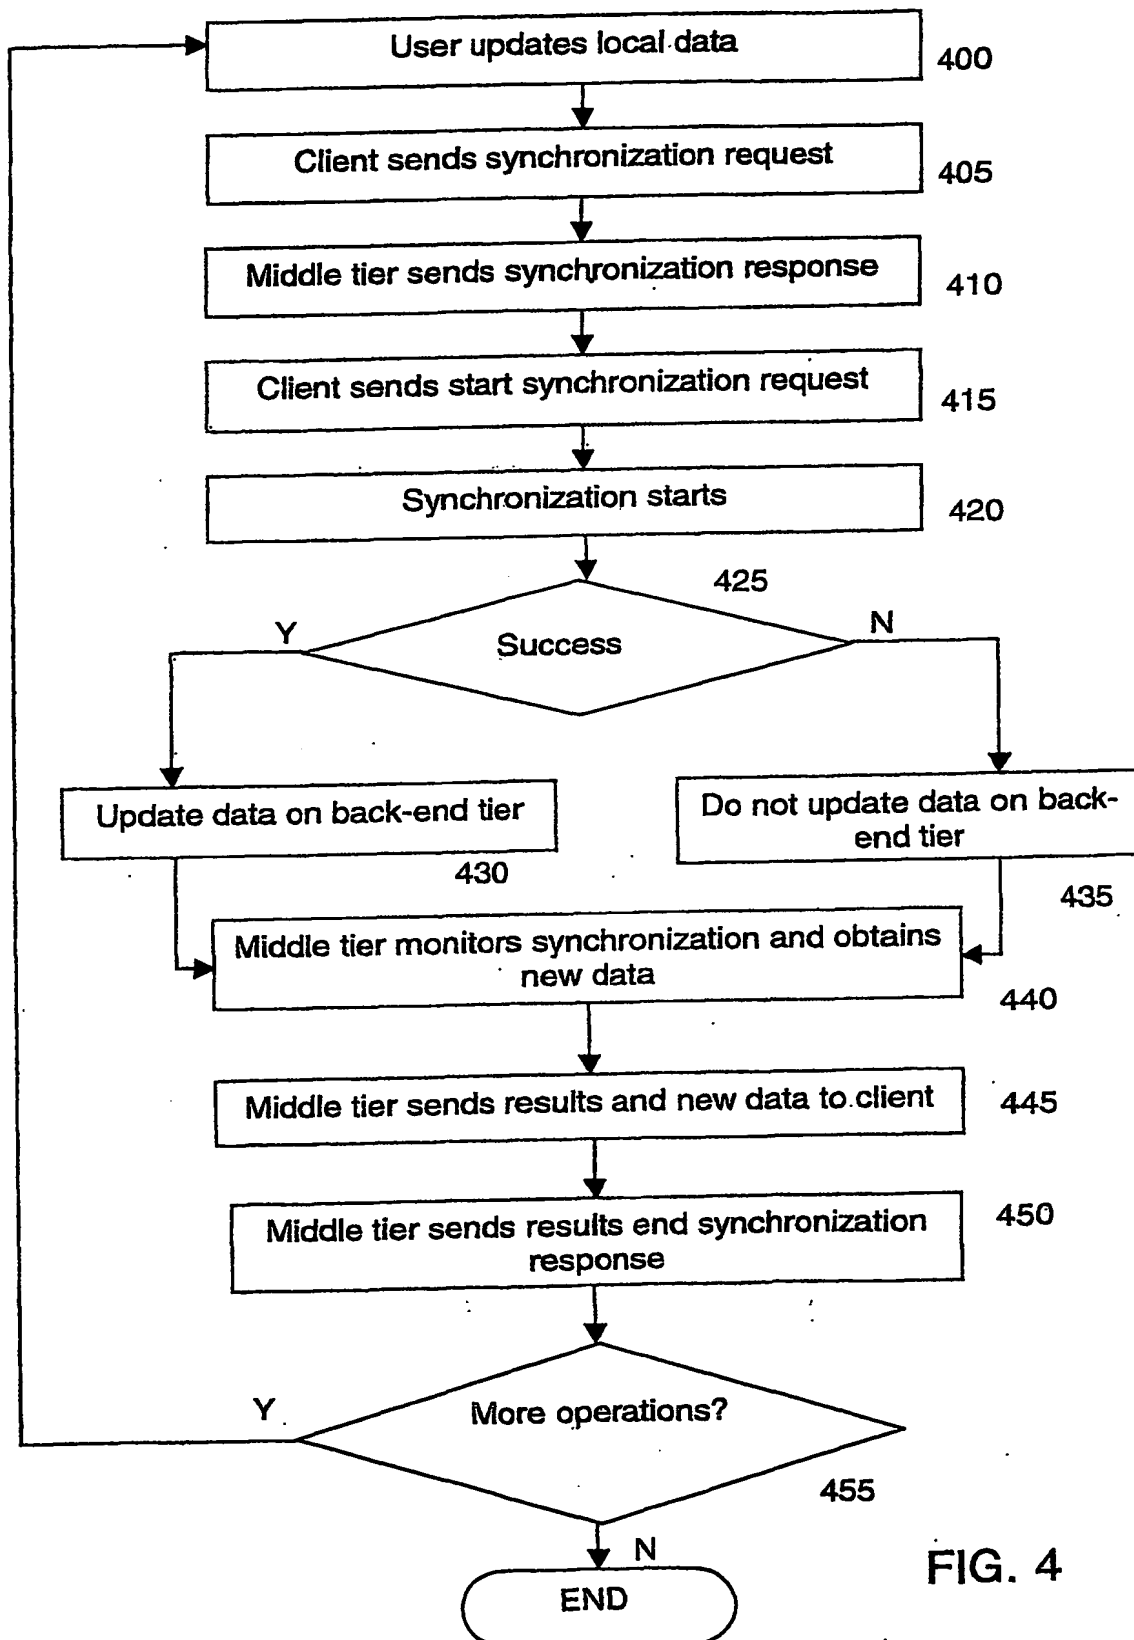 User updates local data
400
Client sends synchronization request
405
Middle tier sends synchronization response
410
Client sends start synchronization request
415
Synchronization starts
420
425
Y
Success
N
Update data on back-end tier
430
Do not update data on back-
end tier
435
Middle tier monitors synchronization and obtains
new data
440
Middle tier sends results and new data to client
445
Middle tier sends results end synchronization
response
450
Y
More operations?
455
N
END
FIG. 4